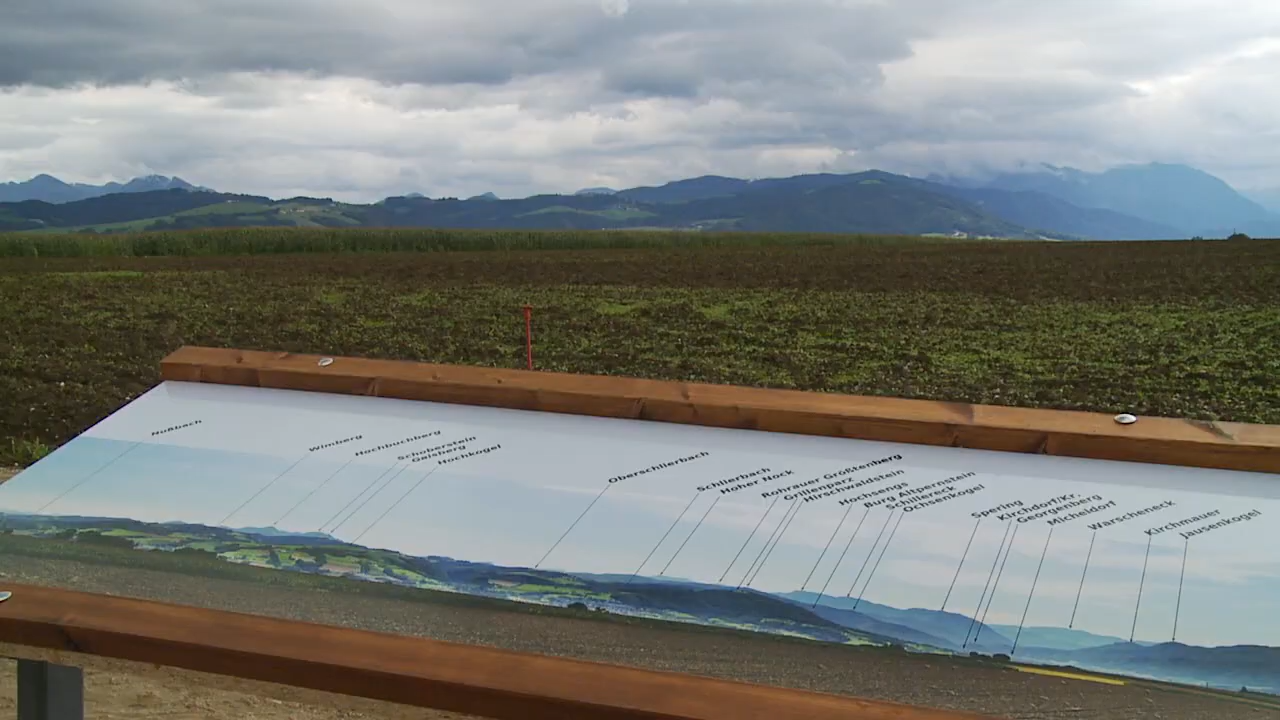 Nußbach
Wimberg
Hochbuchberg
Schoberstein
Gaisberg
Hochkogel
Oberschlierbach
Schlierbach
Hoher Nock
Rohrauer Größtenberg
Grillenparz
Hirschwaldstein
Hochsengs
Burg Altpernstein
Schillereck
Ochsenkogel
Spering
Kirchdorf/Kr.
Georgenberg
Micheldorf
Warscheneck
Kirchmauer
Jausenkogel